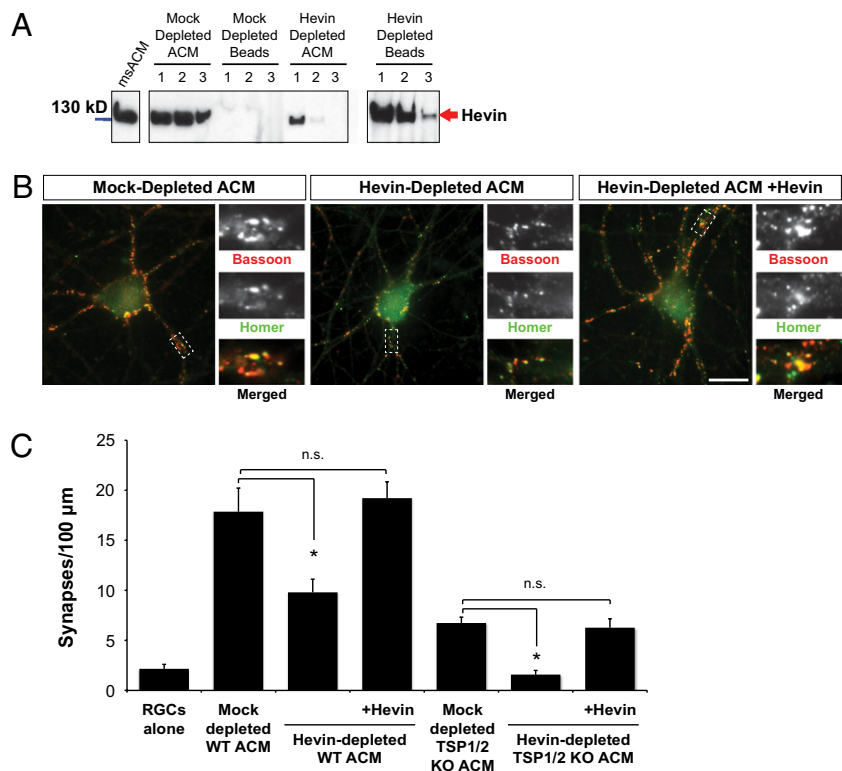 A
msACM
Mock
Depleted
ACM
Mock
Depleted
Beads
Hevin
Depleted
ACM
Hevin
Depleted
Beads
1 2 3 1 2 3 1 2 3 1 2 3
130 kD
Hevin
B
Mock-Depleted ACM
Hevin-Depleted ACM
Hevin-Depleted ACM +Hevin
Bassoon
Bassoon
Bassoon
Homer
Homer
Homer
Merged
Merged
Merged
C
Synapses/100 µm
25
20
15
10
5
0
n.s.
*
n.s.
*
RGCs
alone
Mock
depleted
WT ACM
+Hevin
Hevin-depleted
WT ACM
Mock
depleted
TSP1/2
KO ACM
+Hevin
Hevin-depleted
TSP1/2 KO ACM